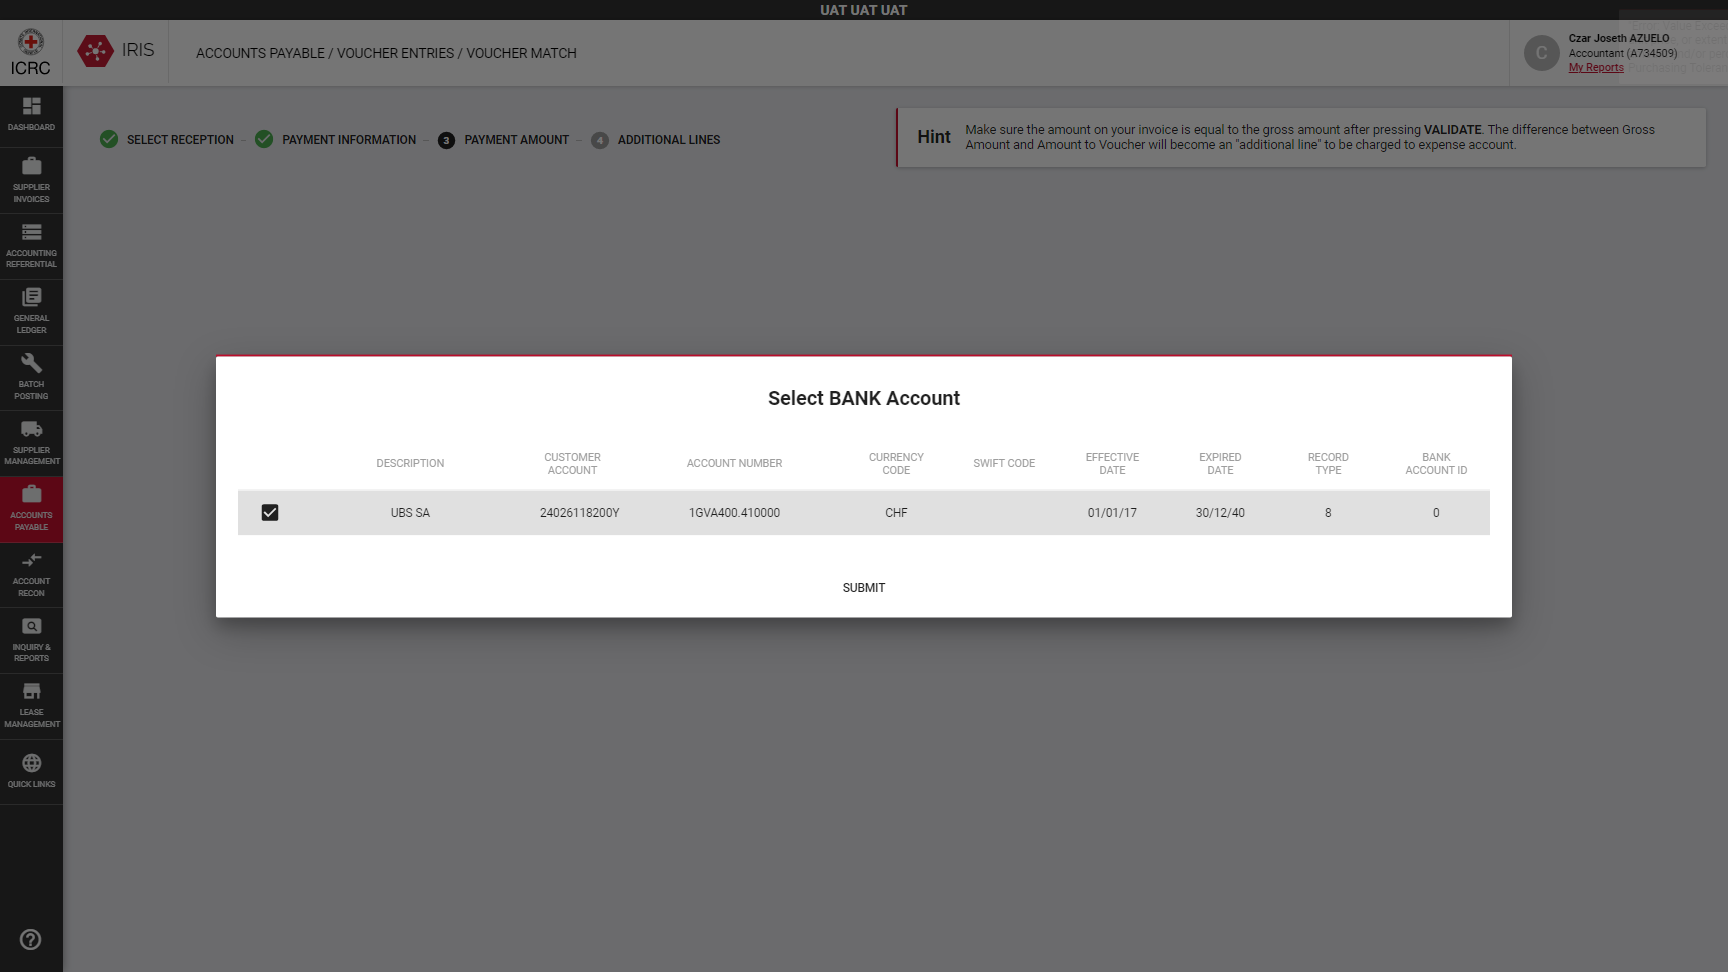 UAT UAT UAT
ICRC
IRIS
ACCOUNTS PAYABLE / VOUCHER ENTRIES / VOUCHER MATCH
C
Czar Joseth AZUELO
Accountant (A734509)
My Reports
DASHBOARD
SUPPLIER
INVOICES
ACCOUNTING
REFERENTIAL
GENERAL
LEDGER
BATCH
POSTING
SUPPLIER
MANAGEMENT
ACCOUNTS
PAYABLE
ACCOUNT
RECON
INQUIRY &
REPORTS
LEASE
MANAGEMENT
QUICK LINKS
SELECT RECEPTION
PAYMENT INFORMATION
3 PAYMENT AMOUNT
4 ADDITIONAL LINES
Hint
Make sure the amount on your invoice is equal to the gross amount after pressing VALIDATE. The difference between Gross
Amount and Amount to Voucher will become an "additional line" to be charged to expense account.
Select BANK Account
DESCRIPTION CUSTOMER ACCOUNT ACCOUNT NUMBER CURRENCY CODE SWIFT CODE EFFECTIVE DATE EXPIRED DATE RECORD TYPE BANK ACCOUNT ID
UBS SA 24026118200Y 1GVA400.410000 CHF 01/01/17 30/12/40 8 0
SUBMIT